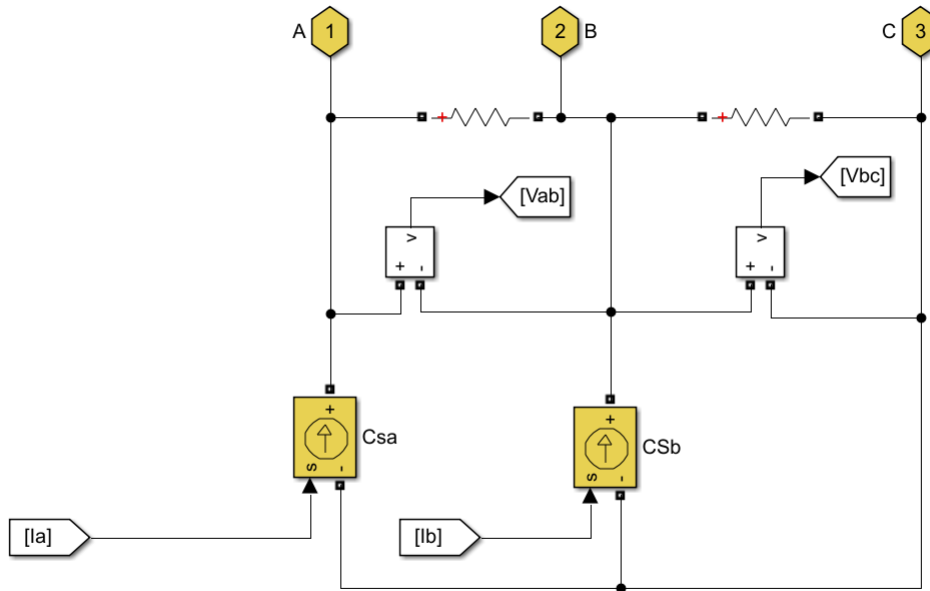 A 1 2 B C 3
+ +
[Vab] [Vbc]
v v
+ - + -
+ +
Csa CSb
s - s -
[Ia] [Ib]